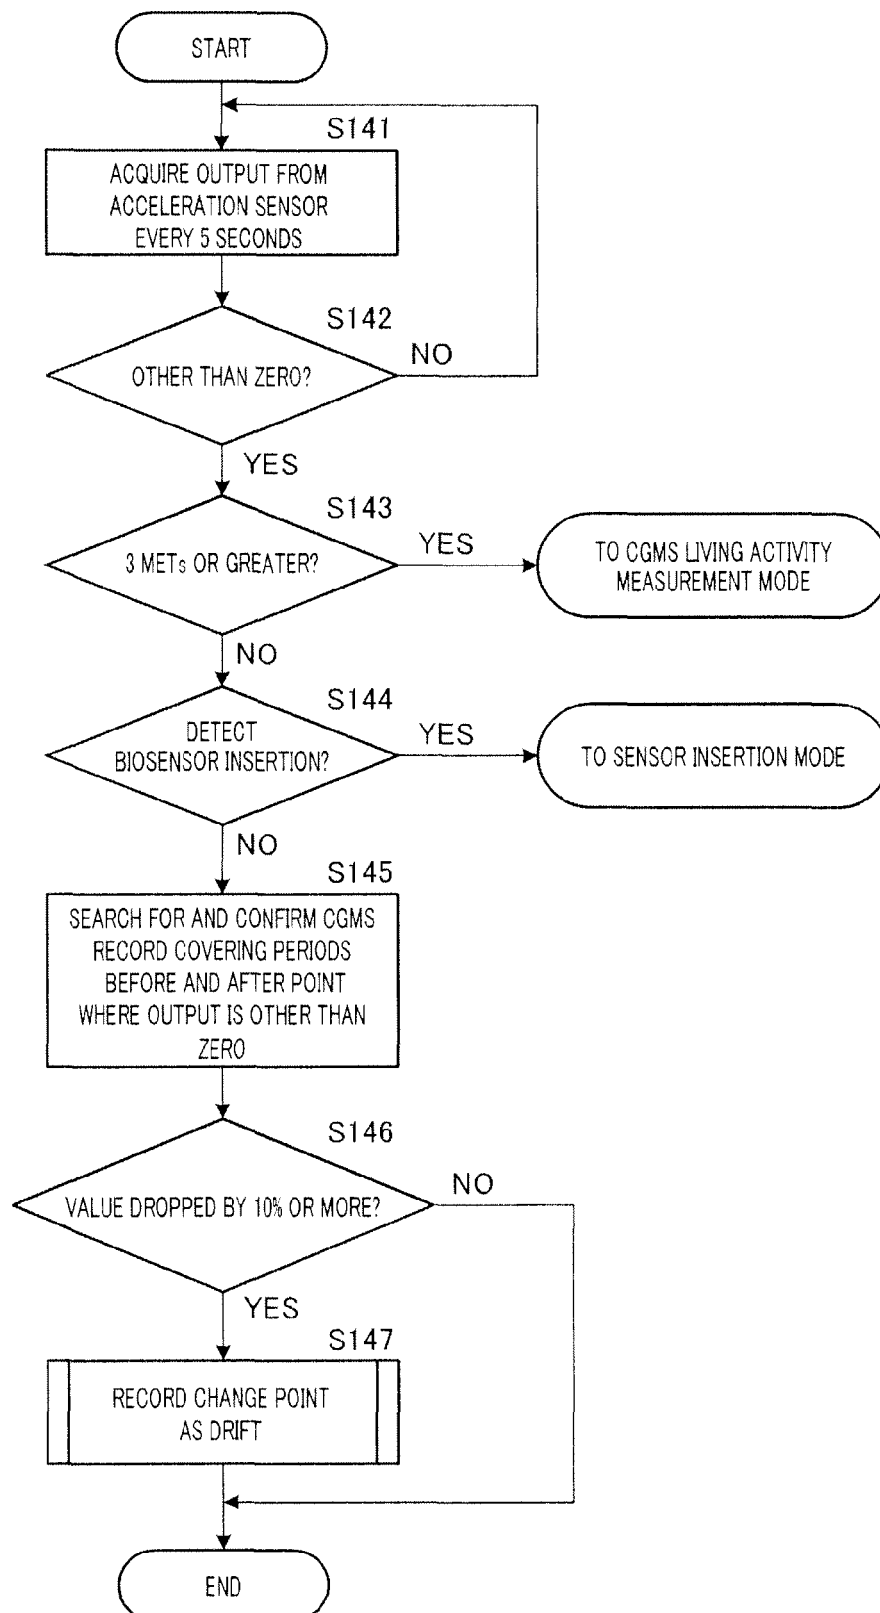 START
S141
ACQUIRE OUTPUT FROM
ACCELERATION SENSOR
EVERY 5 SECONDS
S142
OTHER THAN ZERO?
NO
YES
S143
3 METs OR GREATER?
YES
TO CGMS LIVING ACTIVITY
MEASUREMENT MODE
NO
S144
DETECT
BIOSENSOR INSERTION?
YES
TO SENSOR INSERTION MODE
NO
S145
SEARCH FOR AND CONFIRM CGMS
RECORD COVERING PERIODS
BEFORE AND AFTER POINT
WHERE OUTPUT IS OTHER THAN
ZERO
S146
VALUE DROPPED BY 10% OR MORE?
NO
YES
S147
RECORD CHANGE POINT
AS DRIFT
END